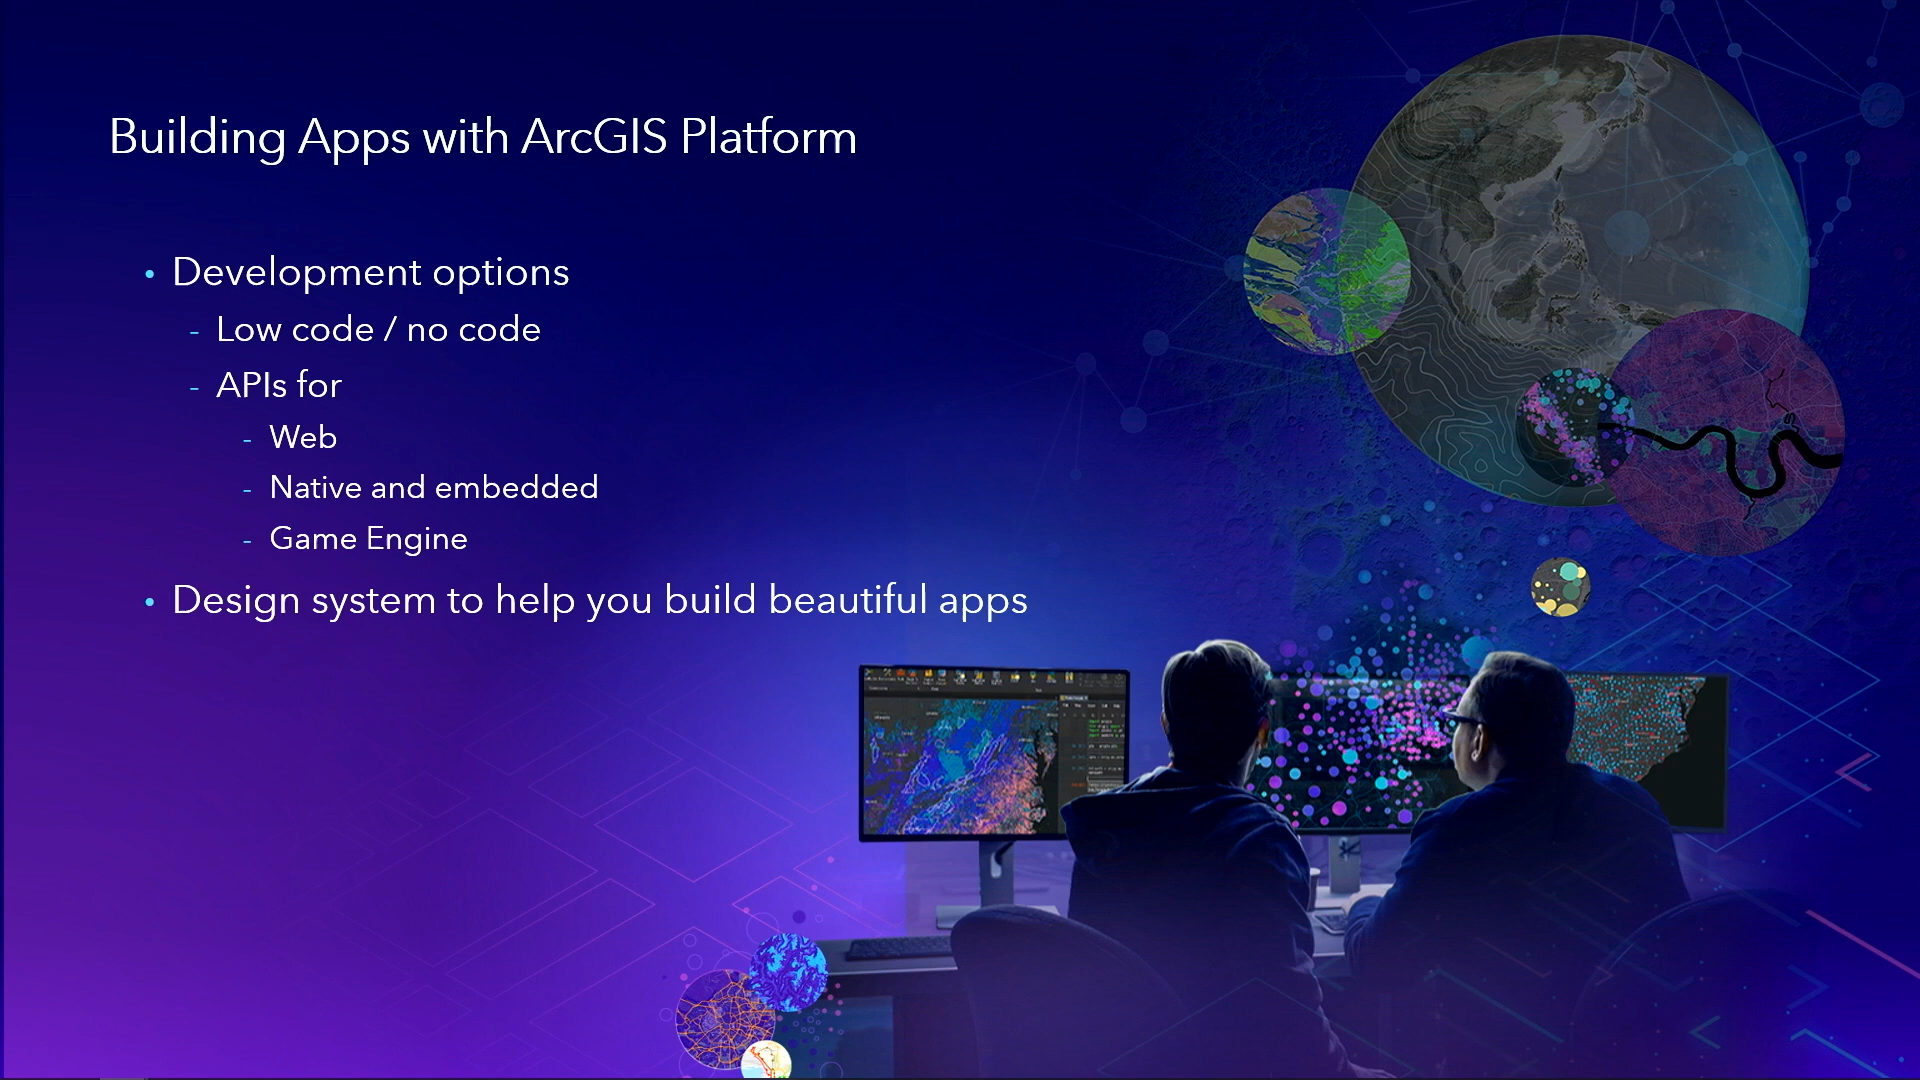 Building Apps with ArcGIS Platform
• Development options
- Low code / no code
- APIs for
- Web
- Native and embedded
- Game Engine
• Design system to help you build beautiful apps